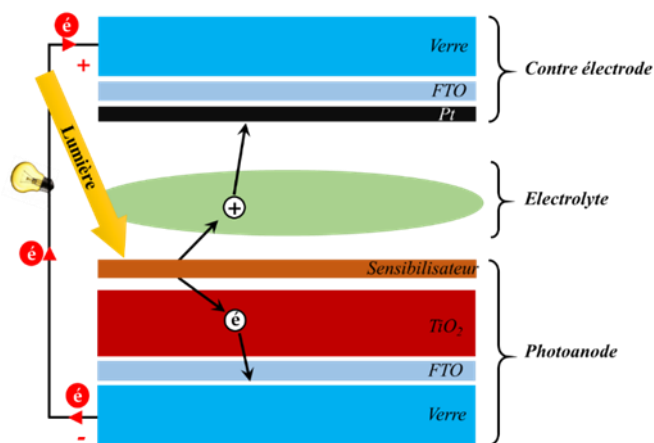 é
+
Verre
FTO
Pt
Contre électrode
Lumière
+
Electrolyte
é
Sensibilisateur
é
TiO2
Photoanode
FTO
é
-
Verre